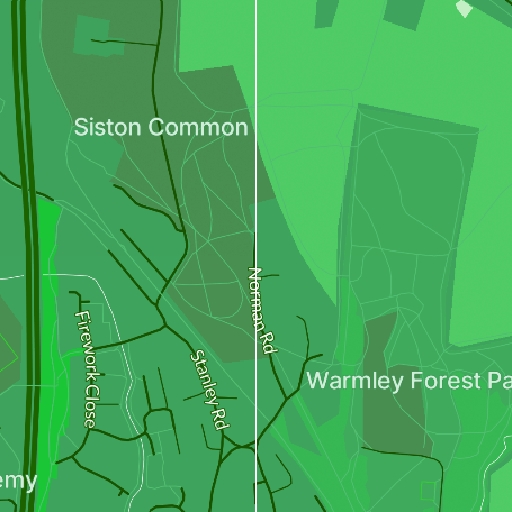 Siston Common
Norman Rd
Firework Close
Stanley Rd
Warmley Forest Pa
emy